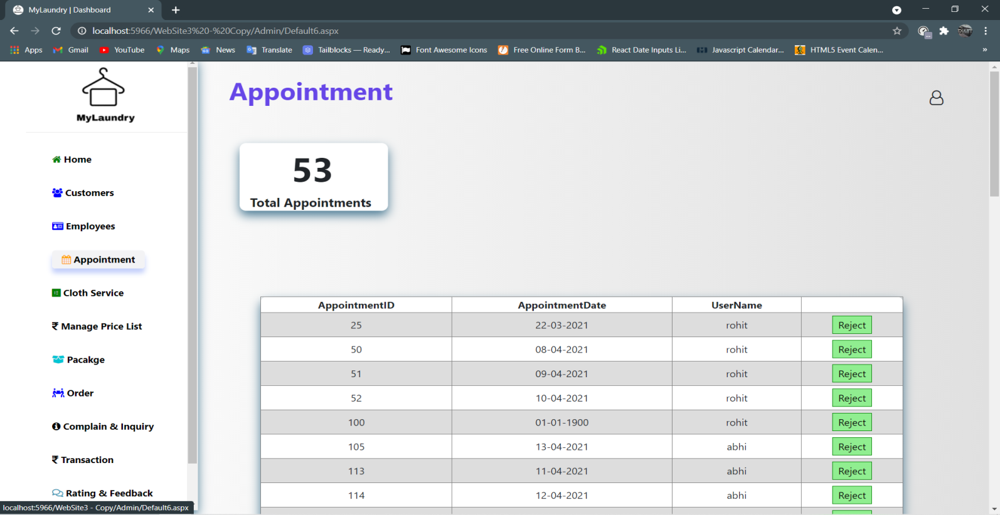 MyLaundry | Dashboard
localhost:5966/WebSite3%20-%20Copy/Admin/Default6.aspx
Apps Gmail YouTube Maps News Translate Tailblocks — Ready... Font Awesome Icons Free Online Form B... React Date Inputs Li... Javascript Calendar... HTML5 Event Calen... »
MyLaundry
Home
Customers
Employees
Appointment
Cloth Service
₹ Manage Price List
Pacakge
Order
Complain & Inquiry
₹ Transaction
Rating & Feedback
localhost:5966/WebSite3 - Copy/Admin/Default6.aspx
Appointment
53
Total Appointments
AppointmentID AppointmentDate UserName
25 22-03-2021 rohit Reject
50 08-04-2021 rohit Reject
51 09-04-2021 rohit Reject
52 10-04-2021 rohit Reject
100 01-01-1900 rohit Reject
105 13-04-2021 abhi Reject
113 11-04-2021 abhi Reject
114 12-04-2021 abhi Reject